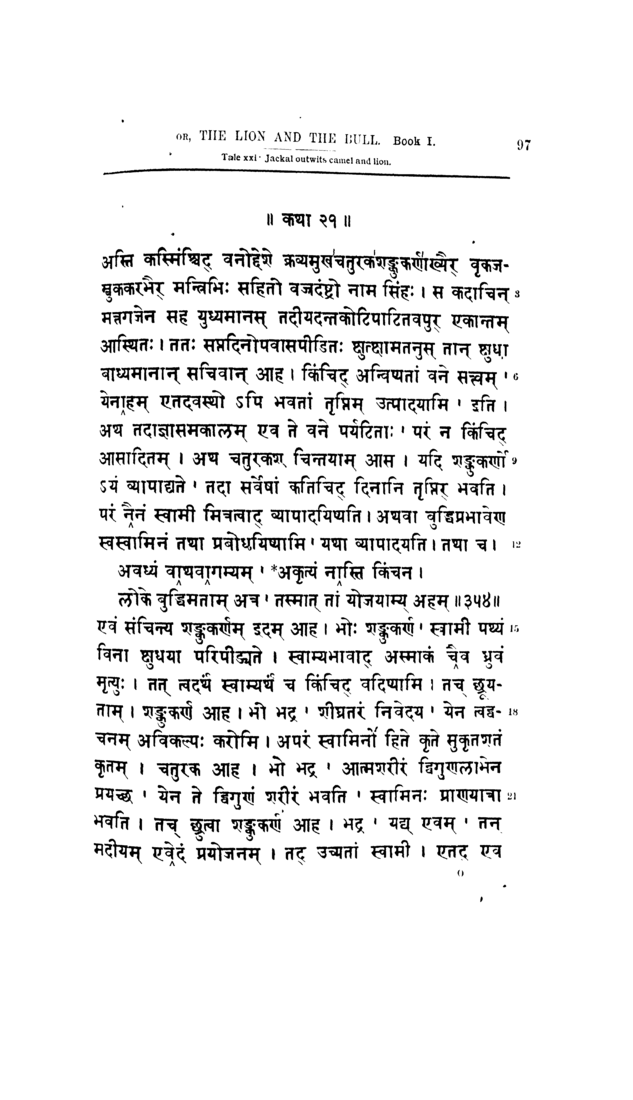 OR, THE LION AND THE BULL. Book I. 97
Tale xxi: Jackal outwits camel and lion.
॥ कथा २१ ॥
अस्ति कस्मिंश्चिद् वनोद्देशे क्रव्यमुखचतुरकशङ्कुकर्णाख्यैर् वृकज-
म्बुककरभैर् मन्त्रिभिः सहितो वज्रदंष्ट्रो नाम सिंहः । स कदाचिन् 3
मत्तगजेन सह युध्यमानस् तदीयदन्तकोटिपाटितवपुर् एकान्तम्
आस्थितः । ततः सप्तदिनोपवासपीडितः क्षुत्क्षामतनुस् तान् क्षुधा
बाध्यमानान् सचिवान् आह । किंचिद् अन्विष्यतां वने सत्त्वम् ' 6
येनाहम् एतदवस्थो ऽपि भवतां तृप्तिम् उत्पादयामि ' इति ।
अथ तदाज्ञासमकालम् एव ते वने पर्यटिताः ' परं न किंचिद्
आसादितम् । अथ चतुरकश् चिन्तयाम् आस । यदि शङ्कुकर्णो 9
ऽयं व्यापाद्यते ' तदा सर्वेषां कतिचिद् दिनानि तृप्तिर् भवति ।
परं नैनं स्वामी मित्रत्वाद् व्यापादयिष्यति । अथवा बुद्धिप्रभावेण
स्वस्वामिनं तथा प्रबोधयिष्यामि ' यथा व्यापादयति । तथा च । 12
अवध्यं वाथवागम्यम् ' *अकृत्यं नास्ति किंचन ।
लोके बुद्धिमताम् अत्र ' तस्मात् तां योजयाम्य् अहम् ॥३५४॥
एवं संचिन्त्य शङ्कुकर्णम् इदम् आह । भोः शङ्कुकर्ण ' स्वामी पथ्यं 15
विना क्षुधया परिपीड्यते । स्वाम्यभावाद् अस्माकं चैव ध्रुवं
मृत्युः । तत् त्वदर्थे स्वाम्यर्थे च किंचिद् वदिष्यामि । तच् छ्रूय-
ताम् । शङ्कुकर्ण आह । भो भद्र ' शीघ्रतरं निवेदय ' येन त्वद्व- 18
चनम् अविकल्पः करोमि । अपरं स्वामिनो हिते कृते सुकृतशतं
कृतम् । चतुरक आह । भो भद्र ' आत्मशरीरं द्विगुणलाभेन
प्रयच्छ ' येन ते द्विगुणं शरीरं भवति ' स्वामिनः प्राणयात्रा 21
भवति । तच् छ्रुत्वा शङ्कुकर्ण आह । भद्र ' यद्य् एवम् ' तन्
मदीयम् एवेदं प्रयोजनम् । तद् उच्यतां स्वामी । एतद् एव
O